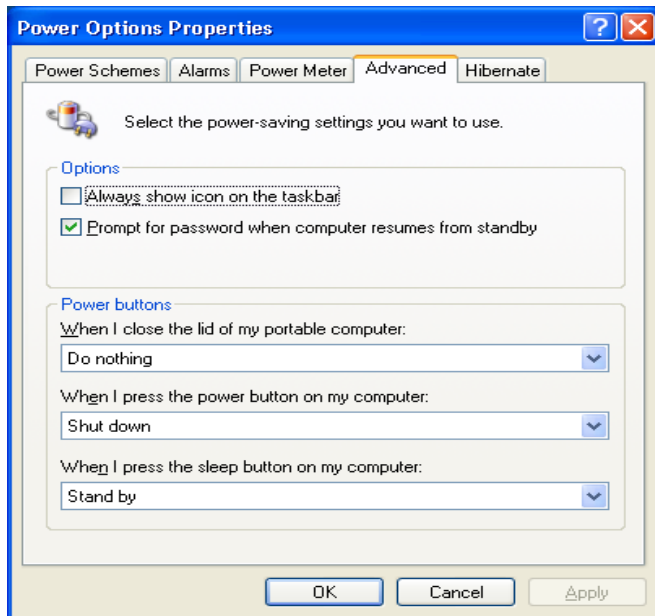 Power Options Properties
Power Schemes Alarms Power Meter Advanced Hibernate
Select the power-saving settings you want to use.
Options
Always show icon on the taskbar
Prompt for password when computer resumes from standby
Power buttons
When I close the lid of my portable computer:
Do nothing
When I press the power button on my computer:
Shut down
When I press the sleep button on my computer:
Stand by
OK Cancel Apply